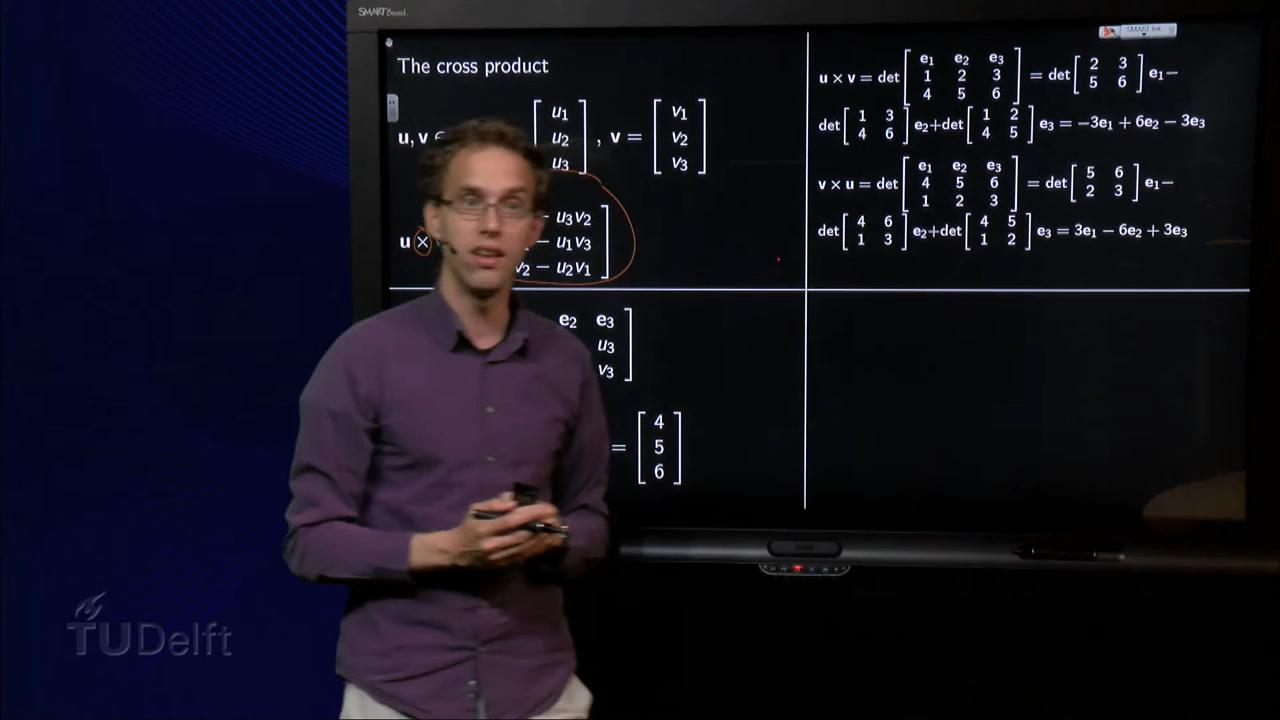 SMART Board
SMART Ink
The cross product
u, v ∈ [ u₁ u₂ u₃ ] , v = [ v₁ v₂ v₃ ]
u ×
− u₃v₂
− u₁v₃
v₂ − u₂v₁
e₂ e₃
u₃
v₃
= [ 4 5 6 ]
u × v = det [ e₁ e₂ e₃ ; 1 2 3 ; 4 5 6 ] = det [ 2 3 ; 5 6 ] e₁−
det [ 1 3 ; 4 6 ] e₂+det [ 1 2 ; 4 5 ] e₃ = −3e₁ + 6e₂ − 3e₃
v × u = det [ e₁ e₂ e₃ ; 4 5 6 ; 1 2 3 ] = det [ 5 6 ; 2 3 ] e₁−
det [ 4 6 ; 1 3 ] e₂+det [ 4 5 ; 1 2 ] e₃ = 3e₁ − 6e₂ + 3e₃
TUDelft